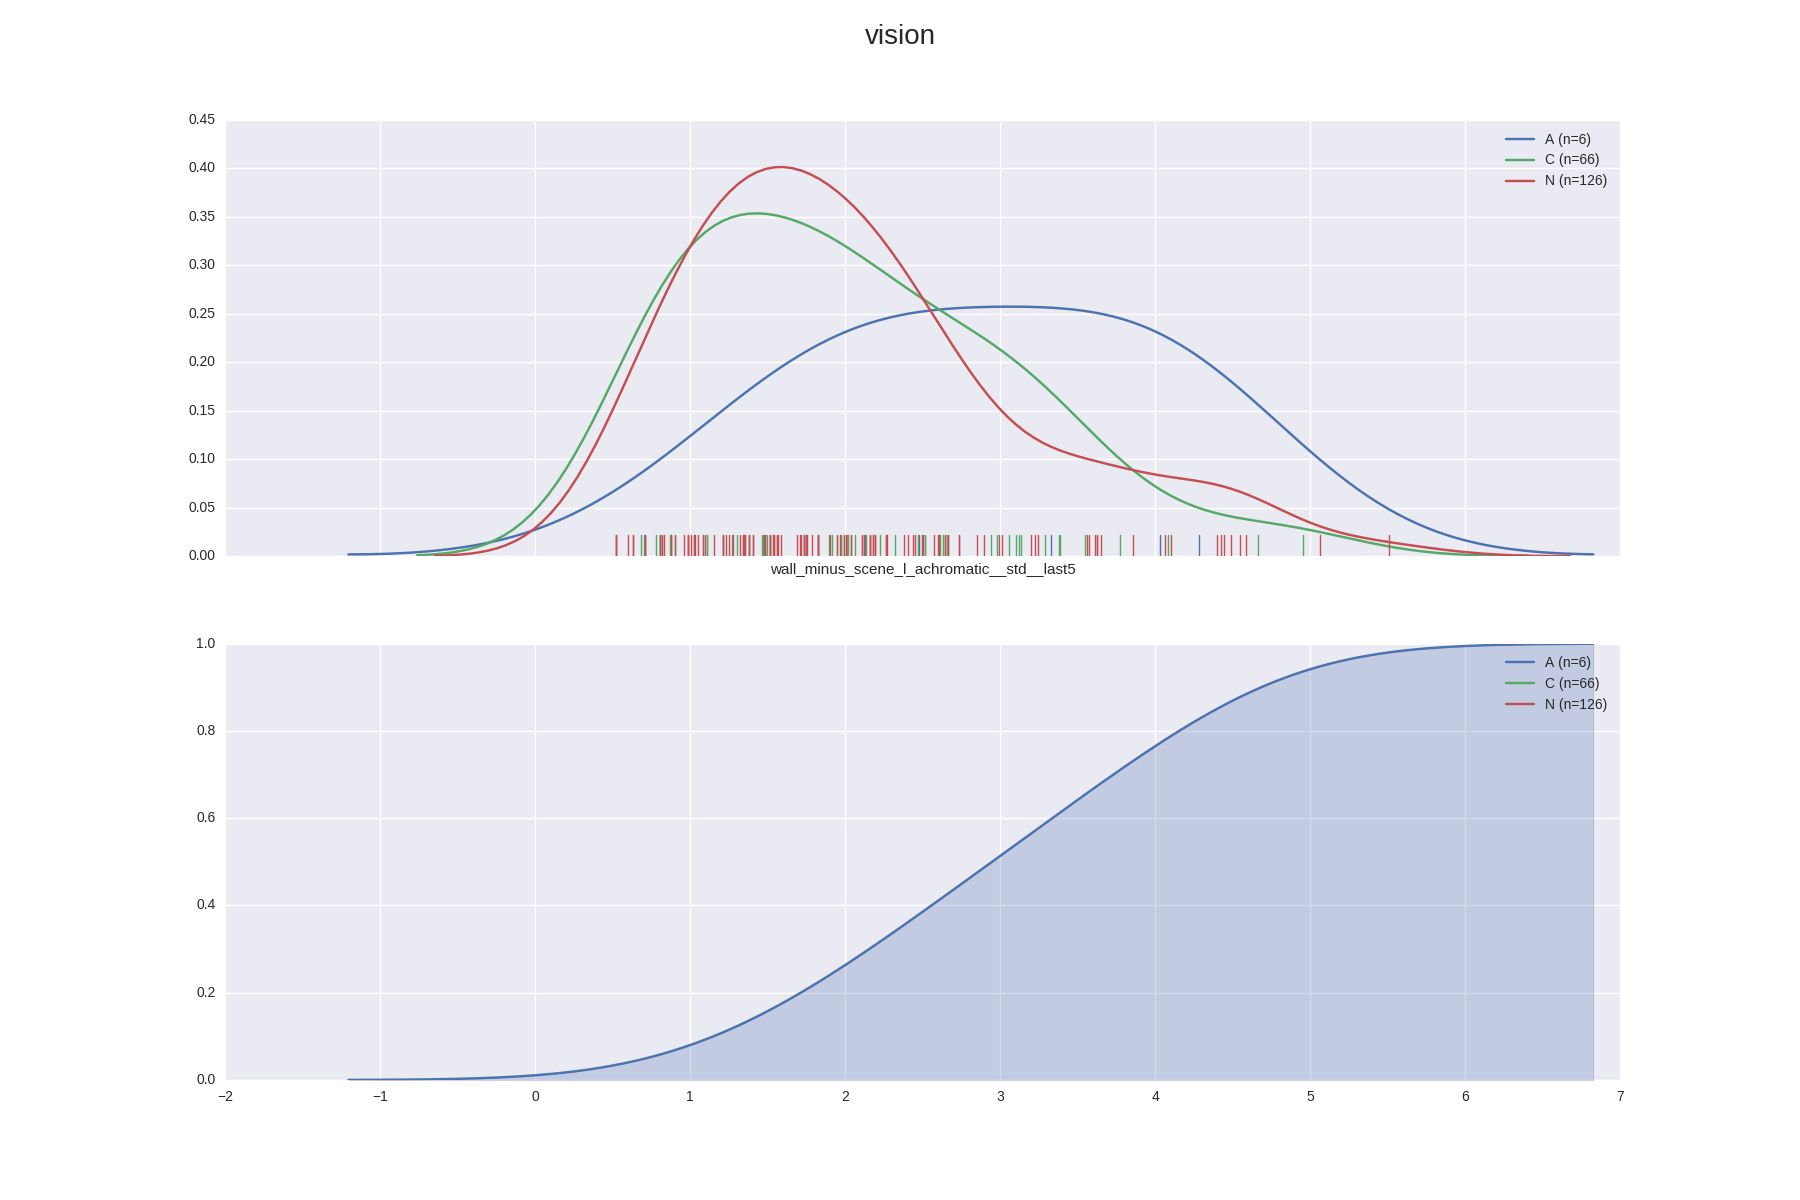 vision
0.45
0.40
0.35
0.30
0.25
0.20
0.15
0.10
0.05
0.00
A (n=6)
C (n=66)
N (n=126)
wall_minus_scene_l_achromatic__std__last5
1.0
0.8
0.6
0.4
0.2
0.0
A (n=6)
C (n=66)
N (n=126)
−2 −1 0 1 2 3 4 5 6 7